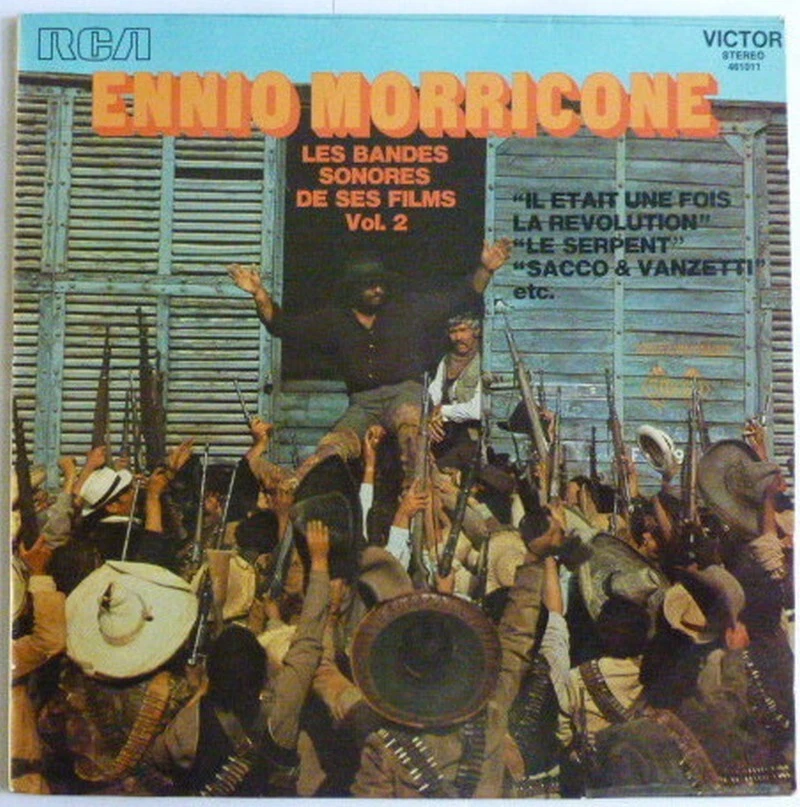 RCA
VICTOR
STEREO
461011
ENNIO MORRICONE
LES BANDES
SONORES
DE SES FILMS
Vol. 2
"IL ETAIT UNE FOIS
LA REVOLUTION"
"LE SERPENT"
"SACCO & VANZETTI"
etc.